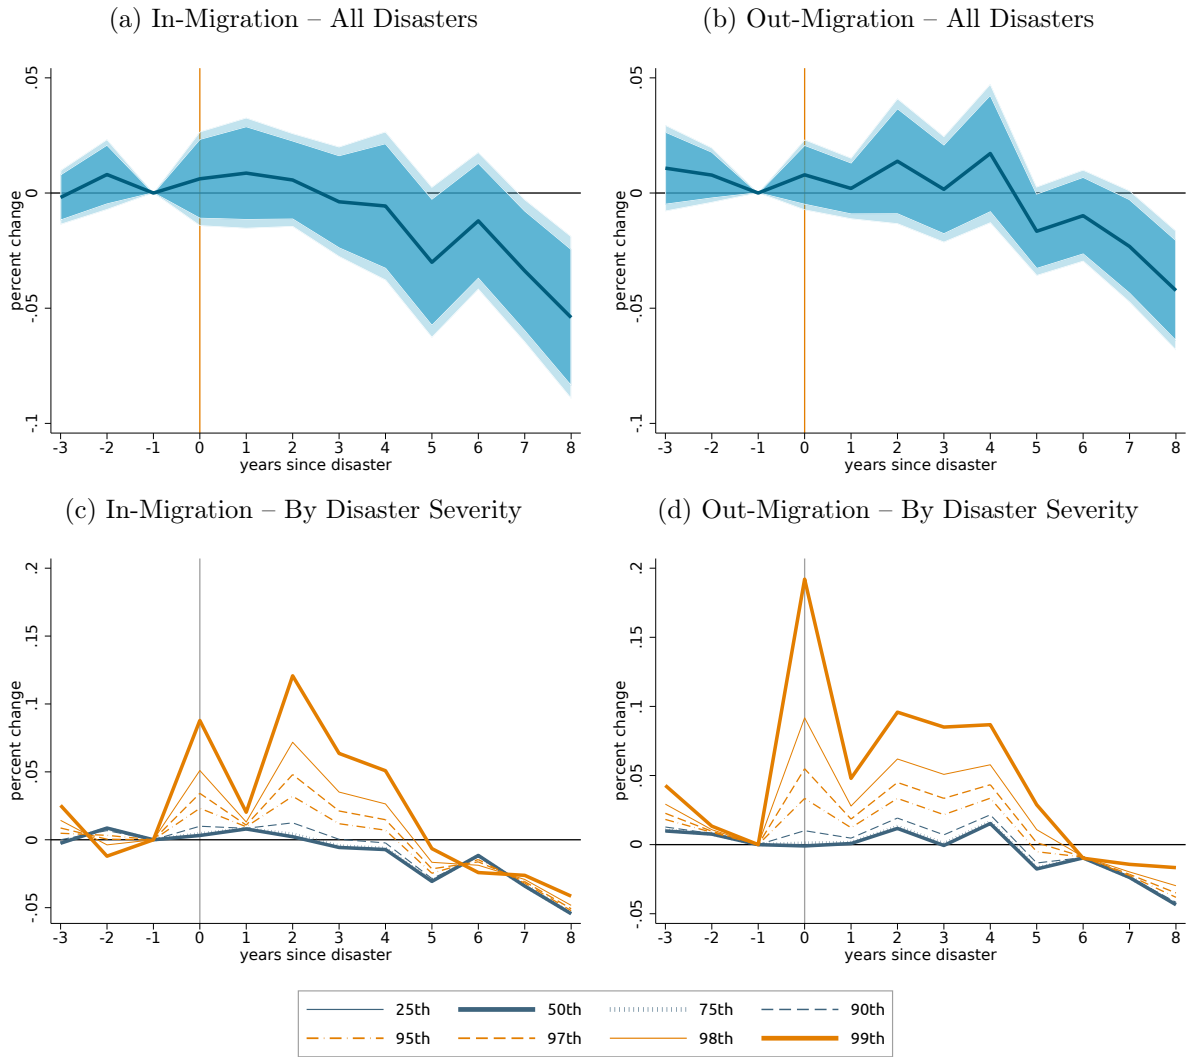 (a) In-Migration – All Disasters
percent change
.05
0
-.05
-.1
-3 -2 -1 0 1 2 3 4 5 6 7 8
years since disaster
(b) Out-Migration – All Disasters
percent change
.05
0
-.05
-.1
-3 -2 -1 0 1 2 3 4 5 6 7 8
years since disaster
(c) In-Migration – By Disaster Severity
percent change
.2
.15
.1
.05
0
-.05
-3 -2 -1 0 1 2 3 4 5 6 7 8
years since disaster
(d) Out-Migration – By Disaster Severity
percent change
.2
.15
.1
.05
0
-.05
-3 -2 -1 0 1 2 3 4 5 6 7 8
years since disaster
25th 50th 75th 90th
95th 97th 98th 99th